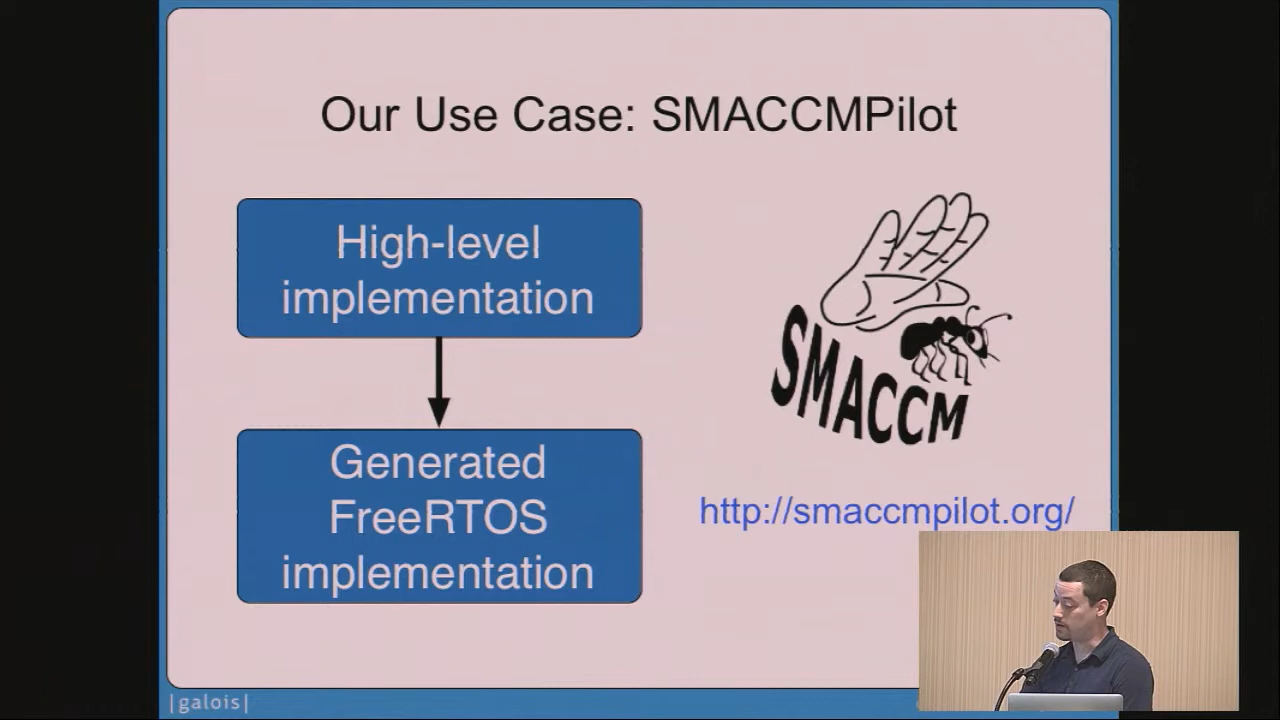 Our Use Case: SMACCMPilot
High-level
implementation
Generated
FreeRTOS
implementation
SMACCM
http://smaccmpilot.org/
|galois|